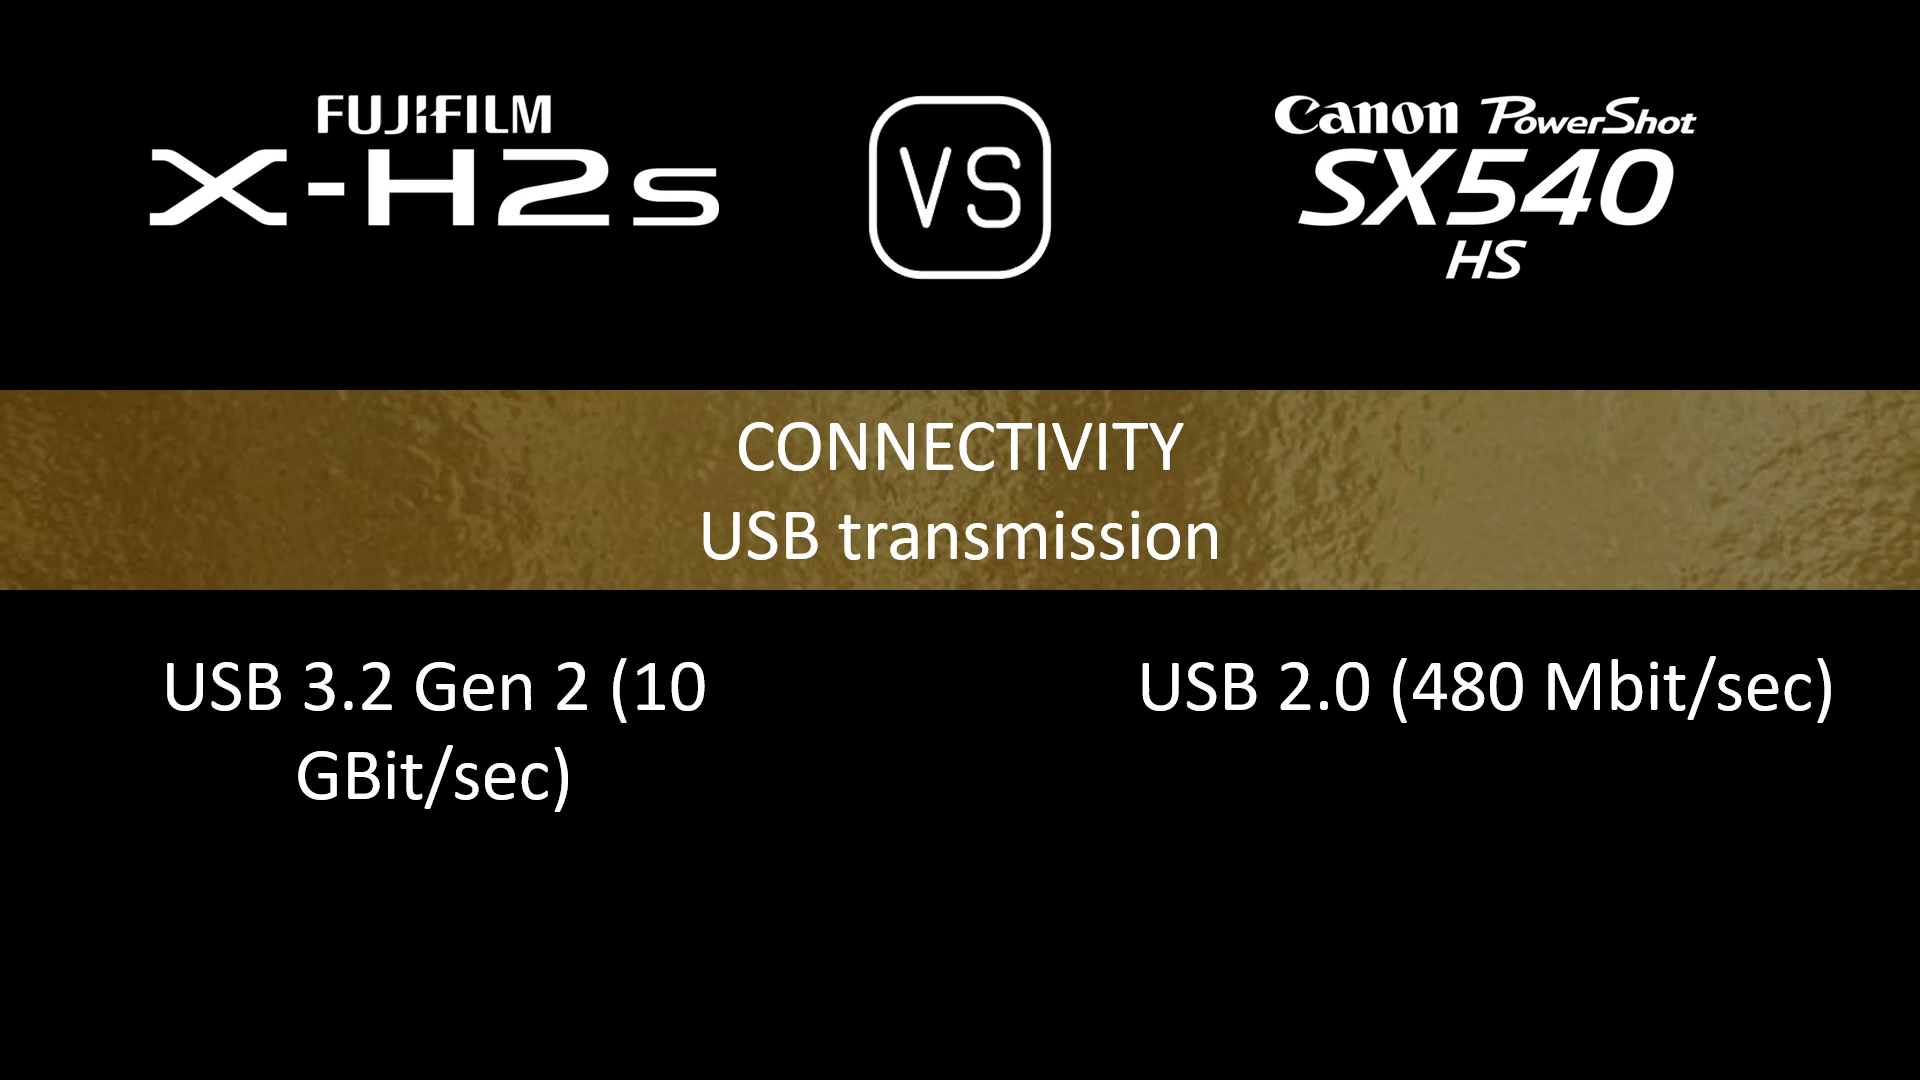 FUJIFILM
X-H2S
VS
Canon PowerShot
SX540
HS
CONNECTIVITY
USB transmission
USB 3.2 Gen 2 (10
GBit/sec)
USB 2.0 (480 Mbit/sec)